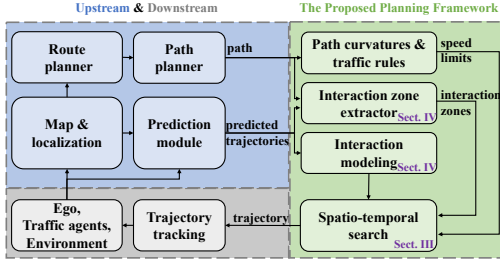 Upstream & Downstream
The Proposed Planning Framework
Route
planner
Path
planner
path
Path curvatures &
traffic rules
speed
limits
Interaction zone
extractor
Sect. IV
interaction
zones
Map &
localization
Prediction
module
predicted
trajectories
Interaction
modeling
Sect. IV
Ego,
Traffic agents,
Environment
Trajectory
tracking
trajectory
Spatio-temporal
search
Sect. III